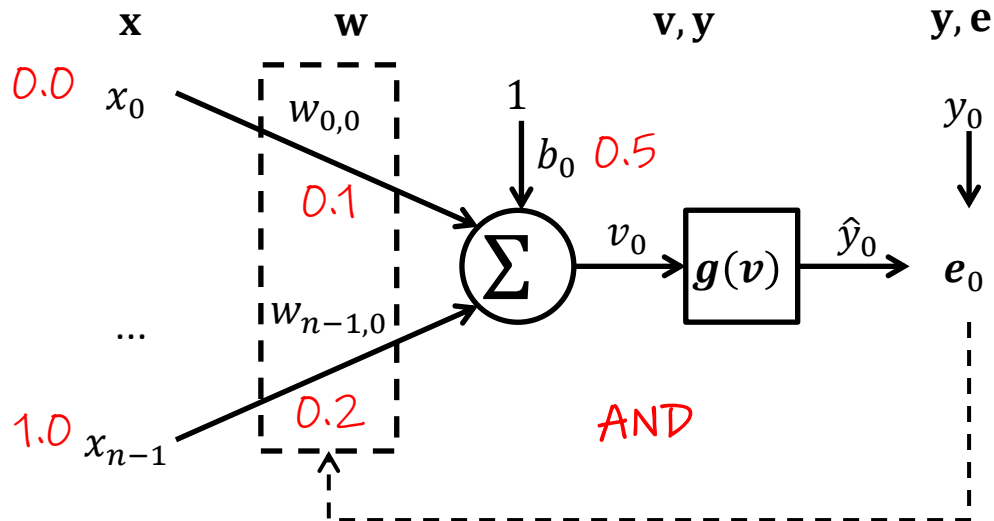 x w v, y y, e
0.0 x₀ w₀,₀ 1 y₀
0.1 b₀ 0.5
Σ v₀ g(v) ŷ₀ e₀
... wₙ₋₁,₀
1.0 xₙ₋₁ 0.2 AND